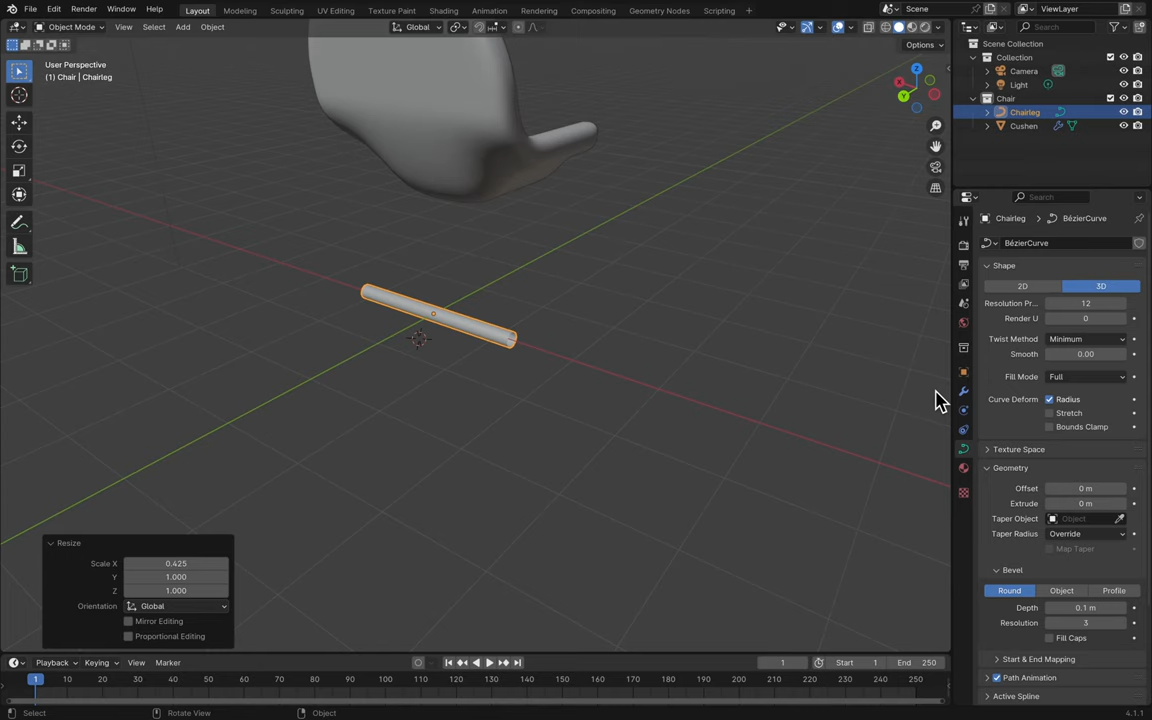 File Edit Render Window Help Layout Modeling Sculpting UV Editing Texture Paint Shading Animation Rendering Compositing Geometry Nodes Scripting Scene ViewLayer
Object Mode View Select Add Object Global Search
Options
User Perspective
(1) Chair | Chairleg
Z
X
Y
Scene Collection
Collection
Camera
Light
Chair
Chairleg
Cushen
Search
Chairleg BézierCurve
BézierCurve
Shape
2D 3D
Resolution Pr... 12
Render U 0
Twist Method Minimum
Smooth 0.00
Fill Mode Full
Curve Deform Radius
Stretch
Bounds Clamp
Texture Space
Geometry
Offset 0 m
Extrude 0 m
Taper Object Object
Taper Radius Override
Map Taper
Bevel
Round Object Profile
Depth 0.1 m
Resolution 3
Fill Caps
Start & End Mapping
Path Animation
Active Spline
Resize
Scale X 0.425
Y 1.000
Z 1.000
Orientation Global
Mirror Editing
Proportional Editing
Playback Keying View Marker 1 Start 1 End 250
1 10 20 30 40 50 60 70 80 90 100 110 120 130 140 150 160 170 180 190 200 210 220 230 240 250
Select Rotate View Object 4.1.1